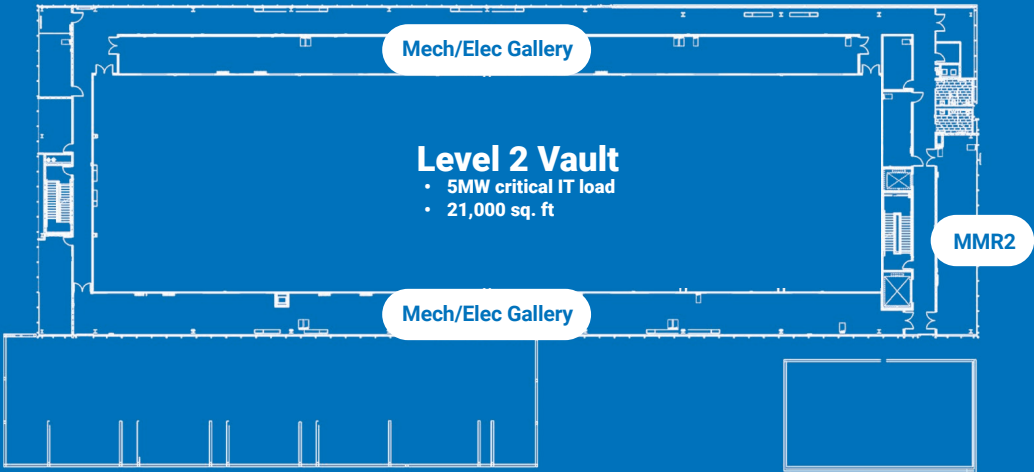 Mech/Elec Gallery
Level 2 Vault
• 5MW critical IT load
• 21,000 sq. ft
MMR2
Mech/Elec Gallery